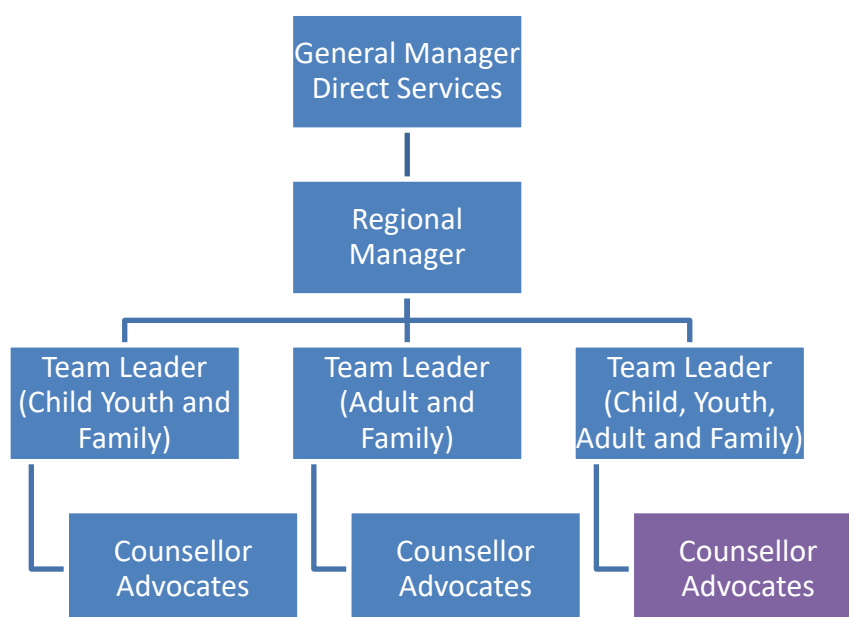 General Manager
Direct Services
Regional
Manager
Team Leader
(Child Youth and
Family)
Team Leader
(Adult and
Family)
Team Leader
(Child, Youth,
Adult and Family)
Counsellor
Advocates
Counsellor
Advocates
Counsellor
Advocates